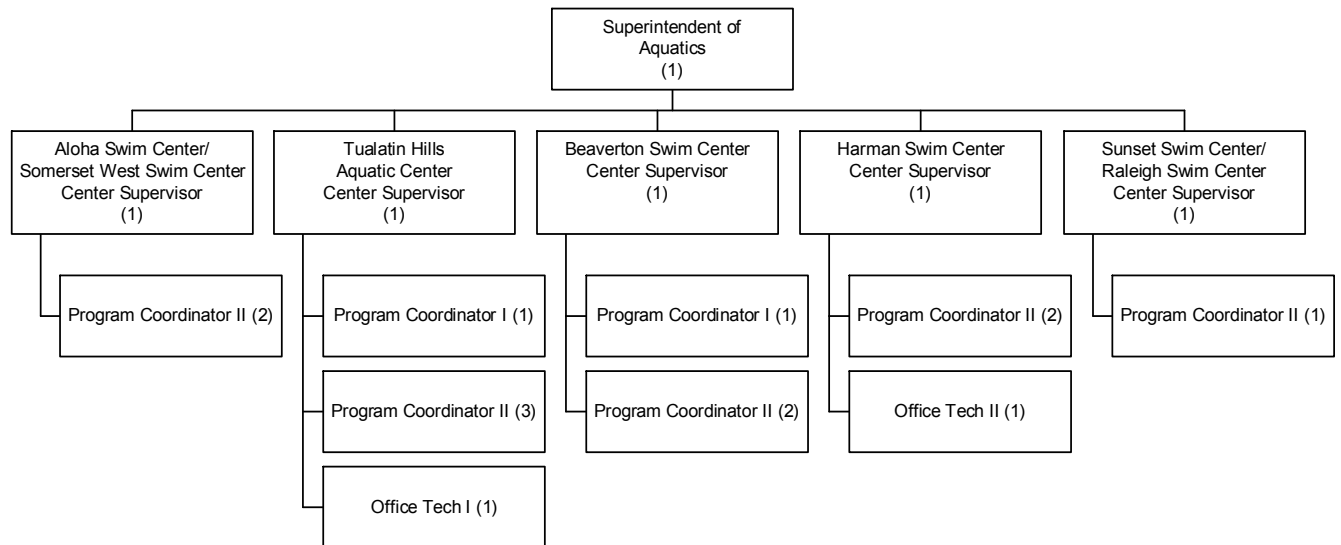 Superintendent of
Aquatics
(1)
Aloha Swim Center/
Somerset West Swim Center
Center Supervisor
(1)
Tualatin Hills
Aquatic Center
Center Supervisor
(1)
Beaverton Swim Center
Center Supervisor
(1)
Harman Swim Center
Center Supervisor
(1)
Sunset Swim Center/
Raleigh Swim Center
Center Supervisor
(1)
Program Coordinator II (2)
Program Coordinator I (1)
Program Coordinator I (1)
Program Coordinator II (2)
Program Coordinator II (1)
Program Coordinator II (3)
Program Coordinator II (2)
Office Tech II (1)
Office Tech I (1)